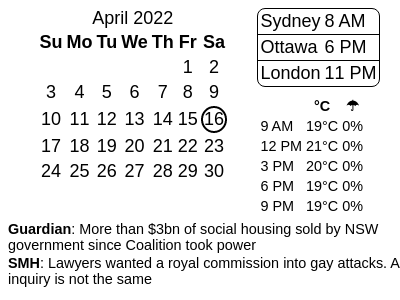 April 2022
Su Mo Tu We Th Fr Sa
1 2
3 4 5 6 7 8 9
10 11 12 13 14 15 16
17 18 19 20 21 22 23
24 25 26 27 28 29 30
Sydney 8 AM
Ottawa 6 PM
London 11 PM
°C ☂
9 AM 19°C 0%
12 PM 21°C 0%
3 PM 20°C 0%
6 PM 19°C 0%
9 PM 19°C 0%
Guardian: More than $3bn of social housing sold by NSW
government since Coalition took power
SMH: Lawyers wanted a royal commission into gay attacks. A
inquiry is not the same